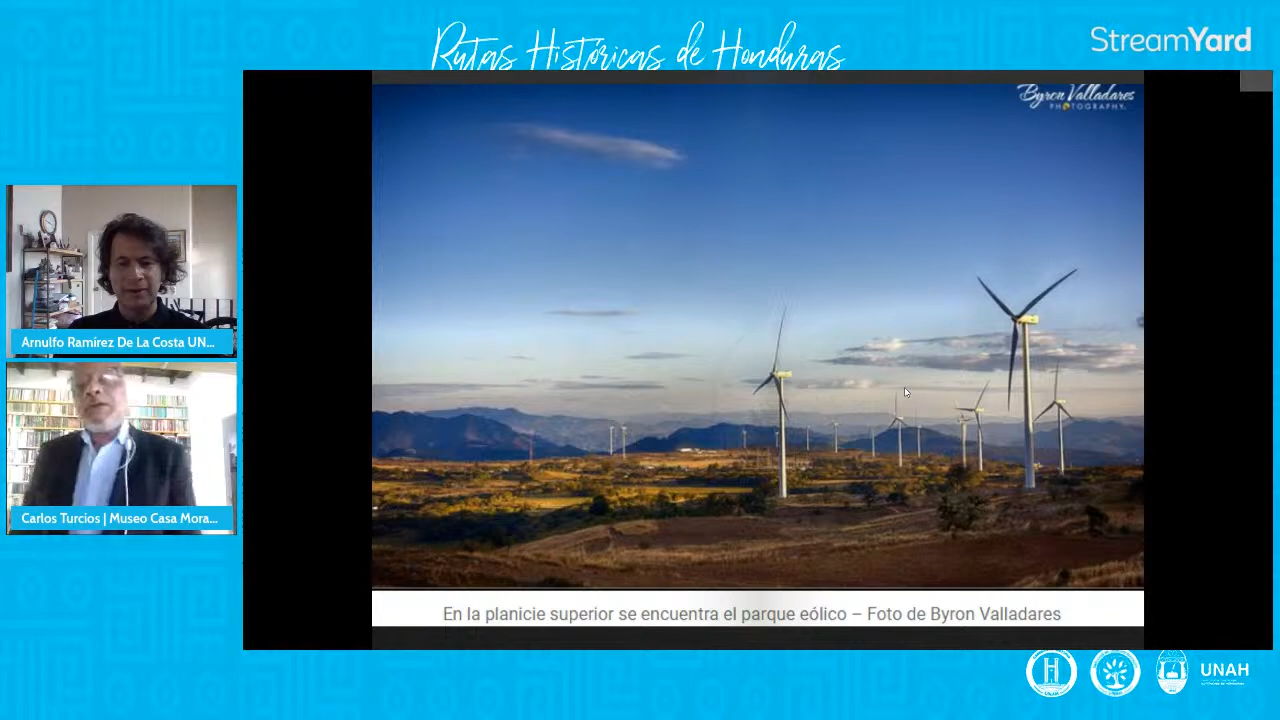 Rutas Históricas de Honduras
StreamYard
Byron Valladares
PHOTOGRAPHY.
Arnulfo Ramírez De La Costa UN...
Carlos Turcios | Museo Casa Mora...
En la planicie superior se encuentra el parque eólico – Foto de Byron Valladares
UNAH